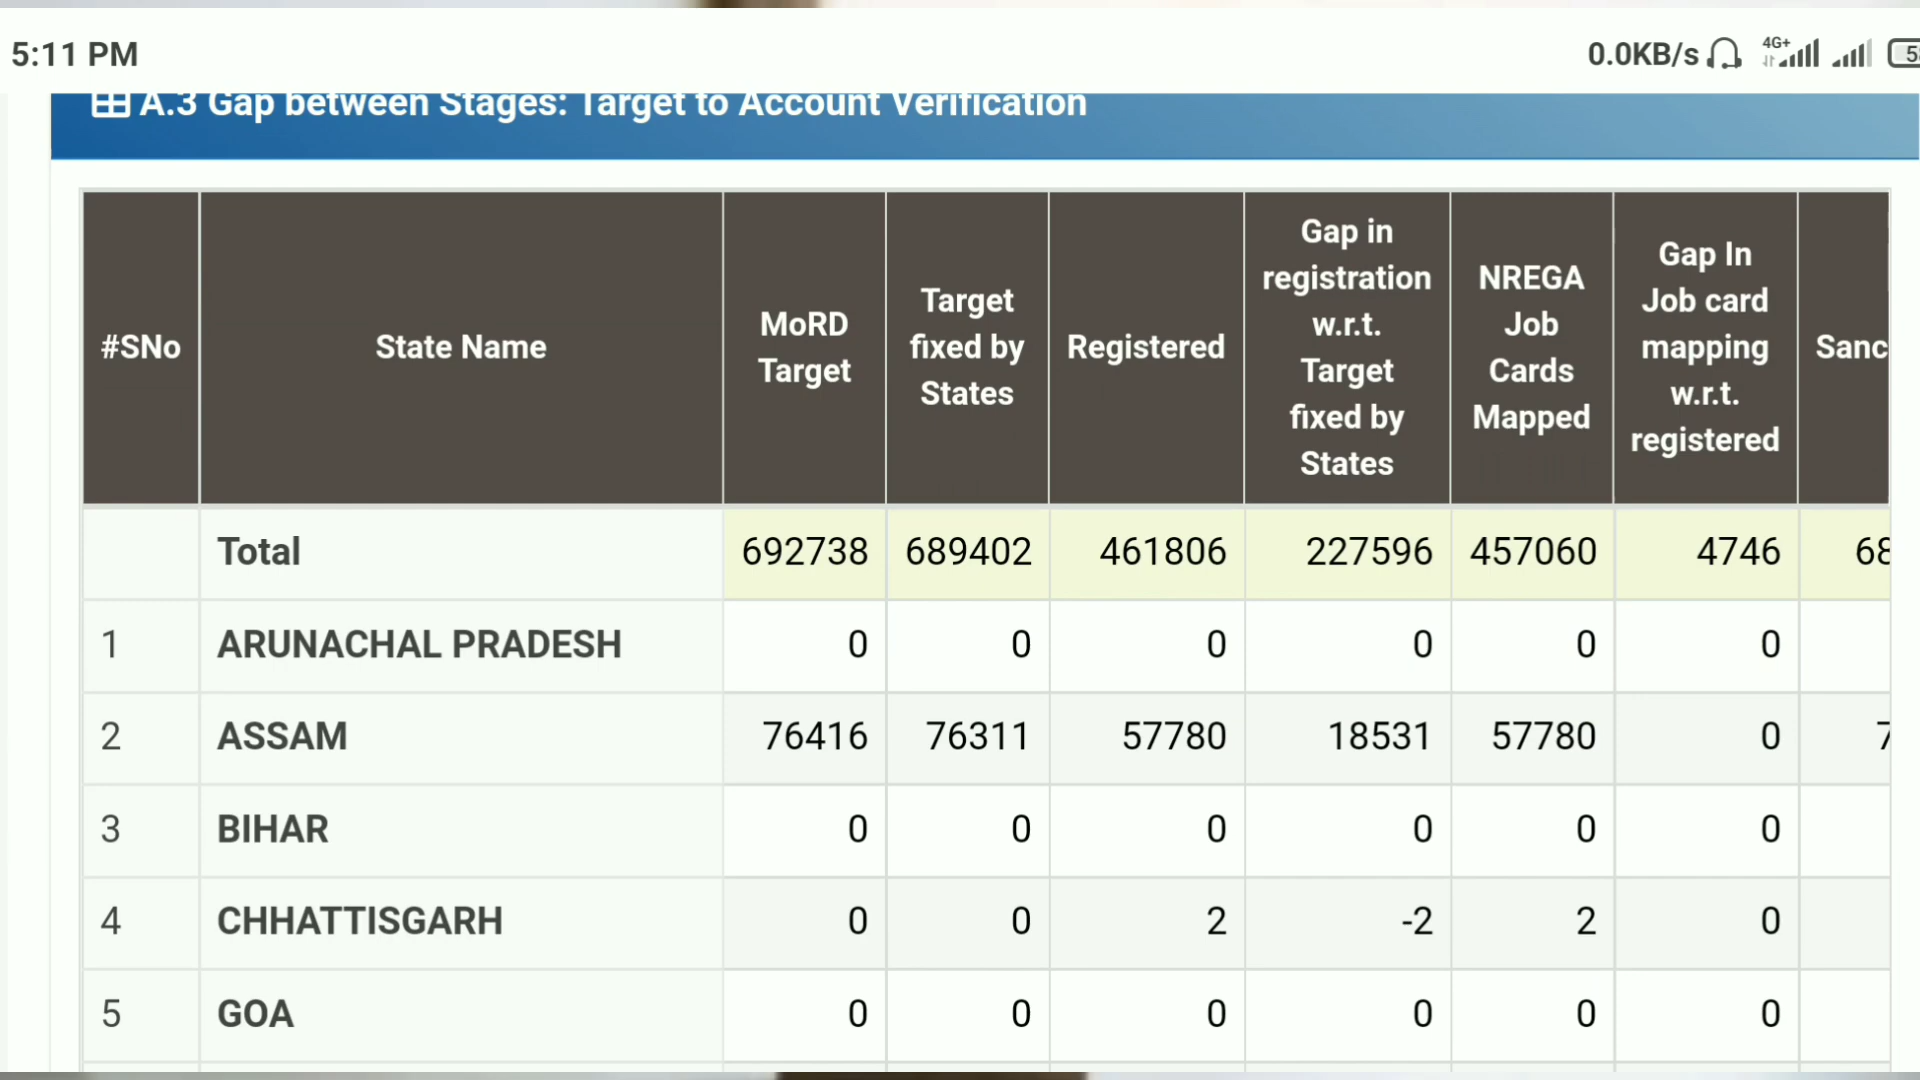 5:11 PM 0.0KB/s 4G+
A.3 Gap between Stages: Target to Account Verification
#SNo State Name MoRD Target Target fixed by States Registered Gap in registration w.r.t. Target fixed by States NREGA Job Cards Mapped Gap In Job card mapping w.r.t. registered Sanc
Total 692738 689402 461806 227596 457060 4746 68
1 ARUNACHAL PRADESH 0 0 0 0 0 0
2 ASSAM 76416 76311 57780 18531 57780 0 7
3 BIHAR 0 0 0 0 0 0
4 CHHATTISGARH 0 0 2 -2 2 0
5 GOA 0 0 0 0 0 0